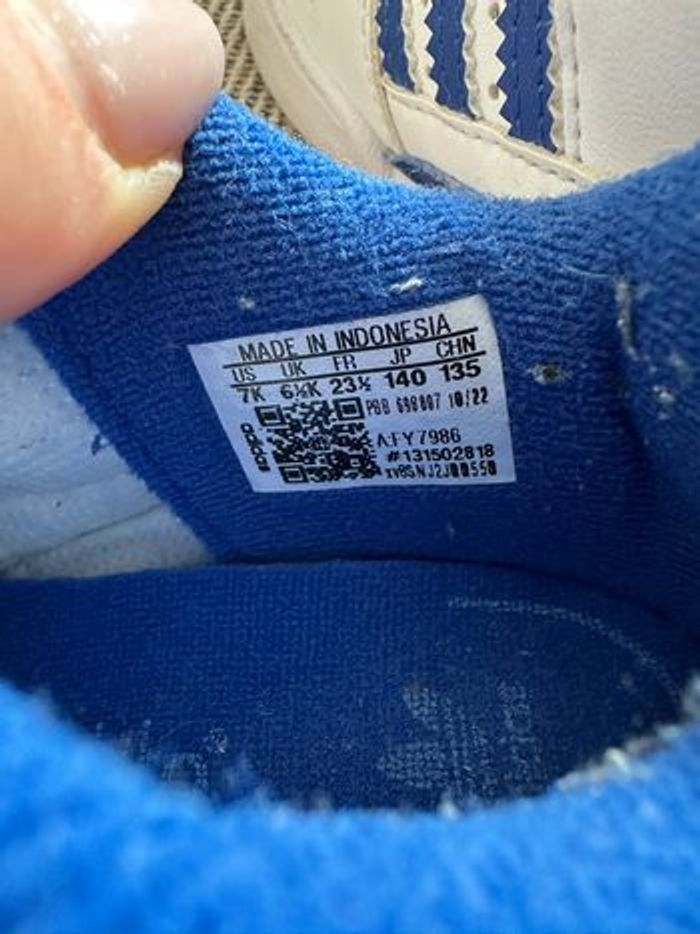 MADE IN INDONESIA
US UK FR JP CHN
7K 6½K 23½ 140 135
PBB 698807 10/22
adidas
A:FY7986
#131502818